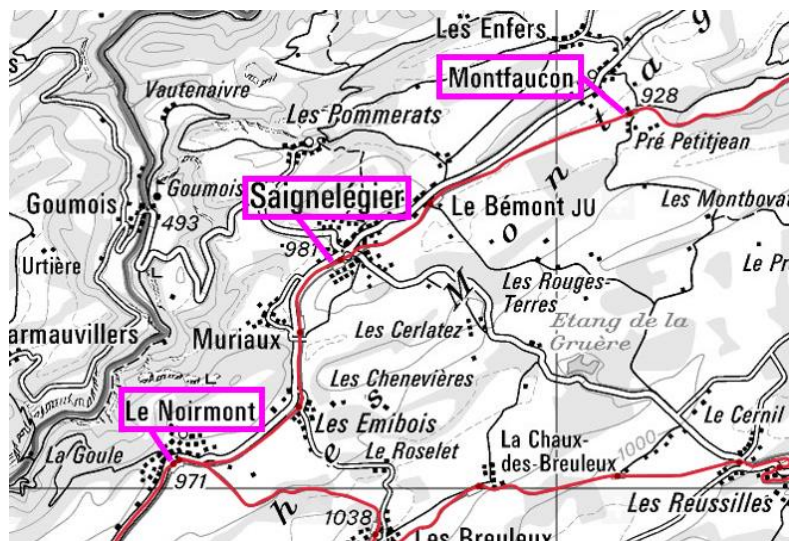 Les Enfers
Montfaucon
928
Vautenaivre
Les Pommerats
Pré Petitjean
g
a
t
n
o
M
s
e
h
Saignelégier
Goumois
Goumois
493
Le Bémont JU
Les Montbovat
981
Urtière
Les Rouges-
Terres
Le Pr
armauvillers
Muriaux
Les Cerlatez
Etang de la
Gruère
Les Chenevières
Le Noirmont
Les Emibois
Le Cernil
La Goule
Le Roselet
La Chaux-
des-Breuleux
1000
971
Les Reussilles
1038
Les Breuleux